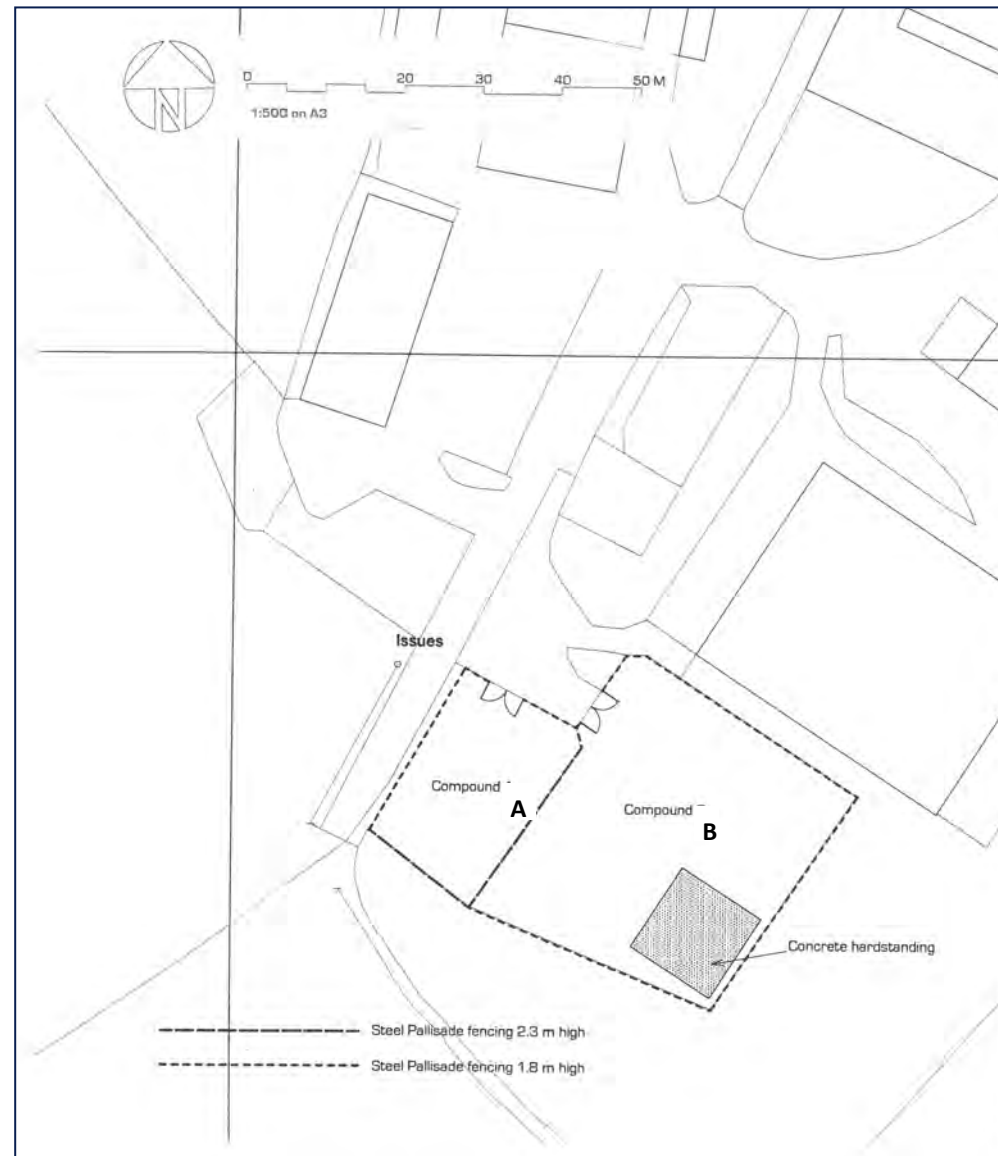 N
0 20 30 40 50 M
1:500 on A3
Issues
Compound
A
Compound
B
Concrete hardstanding
Steel Pallisade fencing 2.3 m high
Steel Pallisade fencing 1.8 m high